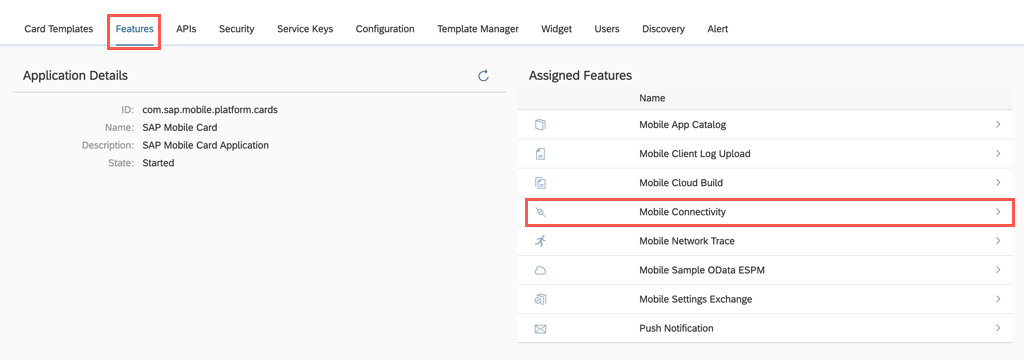 Card Templates Features APIs Security Service Keys Configuration Template Manager Widget Users Discovery Alert
Application Details
ID: com.sap.mobile.platform.cards
Name: SAP Mobile Card
Description: SAP Mobile Card Application
State: Started
Assigned Features
Name
Mobile App Catalog
Mobile Client Log Upload
Mobile Cloud Build
Mobile Connectivity
Mobile Network Trace
Mobile Sample OData ESPM
Mobile Settings Exchange
Push Notification